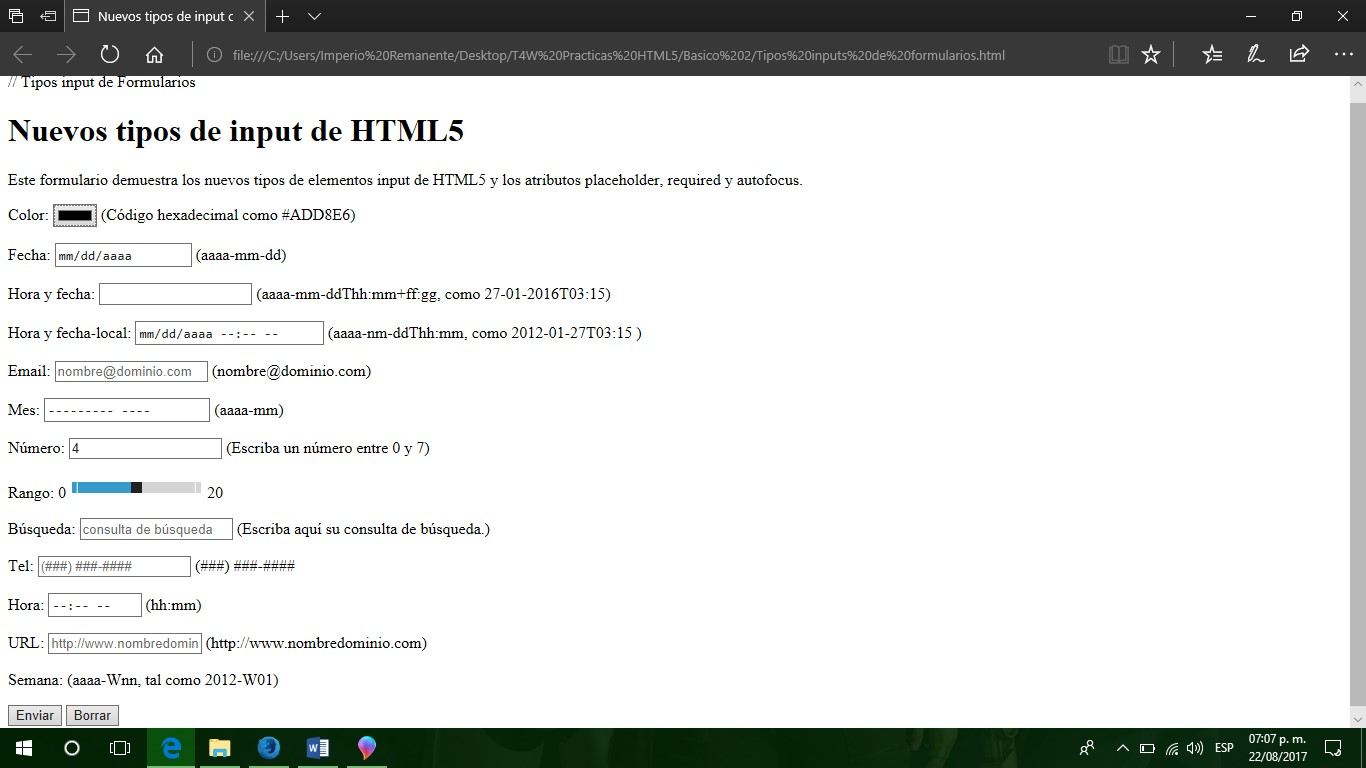 Nuevos tipos de input c
file:///C:/Users/Imperio%20Remanente/Desktop/T4W%20Practicas%20HTML5/Basico%202/Tipos%20inputs%20de%20formularios.html
// Tipos input de Formularios
Nuevos tipos de input de HTML5
Este formulario demuestra los nuevos tipos de elementos input de HTML5 y los atributos placeholder, required y autofocus.
Color: (Código hexadecimal como #ADD8E6)
Fecha: mm/dd/aaaa (aaaa-mm-dd)
Hora y fecha: (aaaa-mm-ddThh:mm+ff:gg, como 27-01-2016T03:15)
Hora y fecha-local: mm/dd/aaaa --:-- -- (aaaa-nm-ddThh:mm, como 2012-01-27T03:15 )
Email: nombre@dominio.com (nombre@dominio.com)
Mes: --------- ---- (aaaa-mm)
Número: 4 (Escriba un número entre 0 y 7)
Rango: 0 20
Búsqueda: consulta de búsqueda (Escriba aquí su consulta de búsqueda.)
Tel: (###) ###-#### (###) ###-####
Hora: --:-- -- (hh:mm)
URL: http://www.nombredomin (http://www.nombredominio.com)
Semana: (aaaa-Wnn, tal como 2012-W01)
Enviar Borrar
ESP
07:07 p. m.
22/08/2017